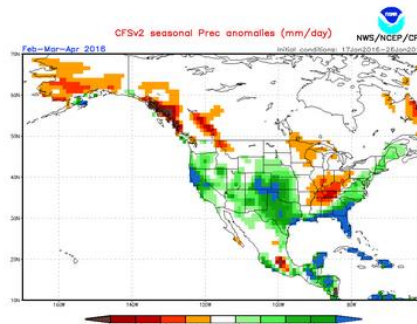 CFSv2 seasonal Prec anomalies (mm/day)
NWS/NCEP/CP
Feb-Mar-Apr 2016
Initial conditions: 17Jan2016-26Jan20
70N
60N
50N
40N
30N
20N
10N
160W 140W 120W 100W 80W